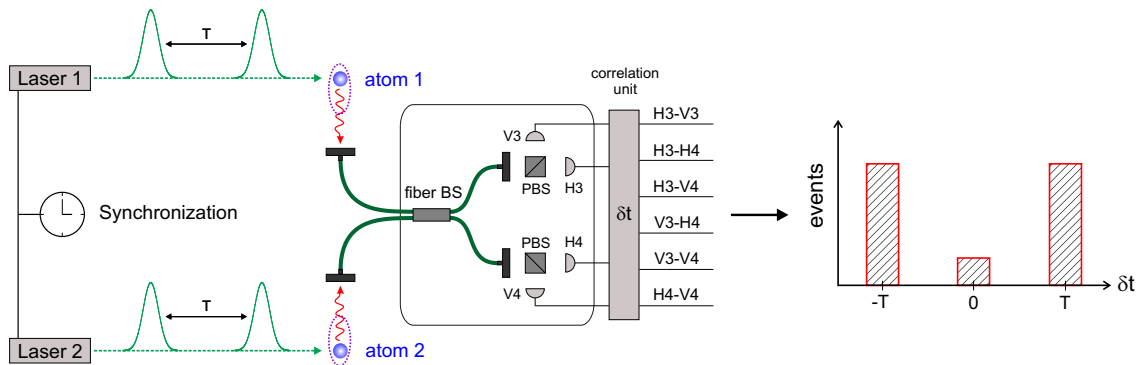 T
Laser 1
atom 1
correlation
unit
H3-V3
V3
H3-H4
PBS
H3
fiber BS
H3-V4
events
Synchronization
δt
V3-H4
PBS
H4
V3-V4
V4
H4-V4
-T
0
T
δt
T
Laser 2
atom 2